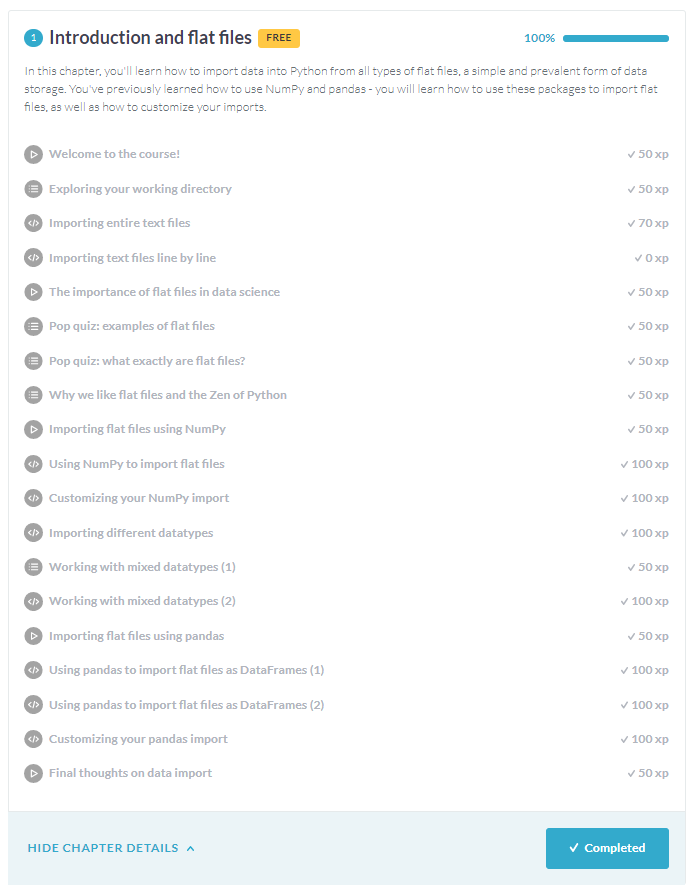 1 Introduction and flat files FREE 100%
In this chapter, you'll learn how to import data into Python from all types of flat files, a simple and prevalent form of data
storage. You've previously learned how to use NumPy and pandas - you will learn how to use these packages to import flat
files, as well as how to customize your imports.
Welcome to the course! ✓ 50 xp
Exploring your working directory ✓ 50 xp
Importing entire text files ✓ 70 xp
Importing text files line by line ✓ 0 xp
The importance of flat files in data science ✓ 50 xp
Pop quiz: examples of flat files ✓ 50 xp
Pop quiz: what exactly are flat files? ✓ 50 xp
Why we like flat files and the Zen of Python ✓ 50 xp
Importing flat files using NumPy ✓ 50 xp
Using NumPy to import flat files ✓ 100 xp
Customizing your NumPy import ✓ 100 xp
Importing different datatypes ✓ 100 xp
Working with mixed datatypes (1) ✓ 50 xp
Working with mixed datatypes (2) ✓ 100 xp
Importing flat files using pandas ✓ 50 xp
Using pandas to import flat files as DataFrames (1) ✓ 100 xp
Using pandas to import flat files as DataFrames (2) ✓ 100 xp
Customizing your pandas import ✓ 100 xp
Final thoughts on data import ✓ 50 xp
HIDE CHAPTER DETAILS ✓ Completed